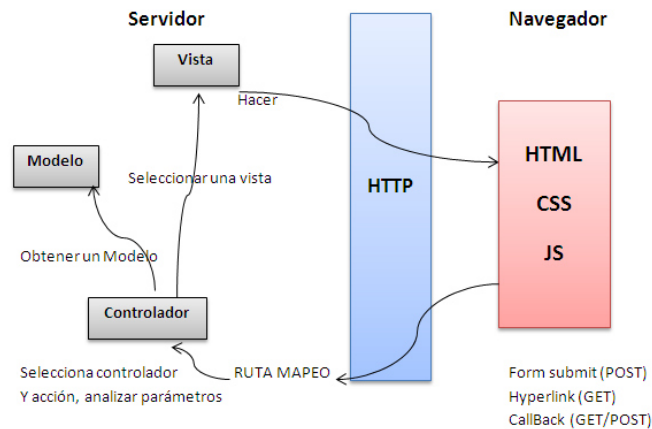 Servidor
Navegador
Vista
Hacer
Modelo
Seleccionar una vista
HTTP
HTML
CSS
JS
Obtener un Modelo
Controlador
Selecciona controlador
Y acción, analizar parámetros
RUTA MAPEO
Form submit (POST)
Hyperlink (GET)
CallBack (GET/POST)